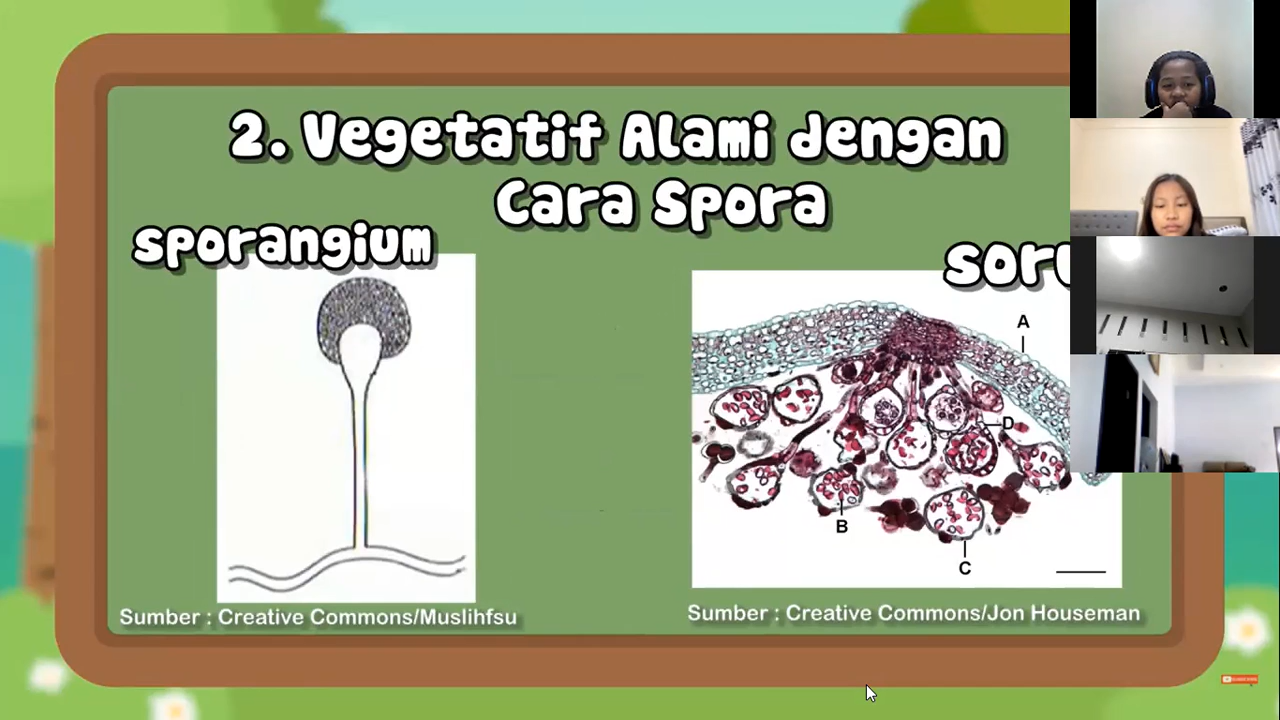 2. Vegetatif Alami dengan
Cara Spora
sporangium
A
D
B
C
Sumber : Creative Commons/Muslihfsu
Sumber : Creative Commons/Jon Houseman